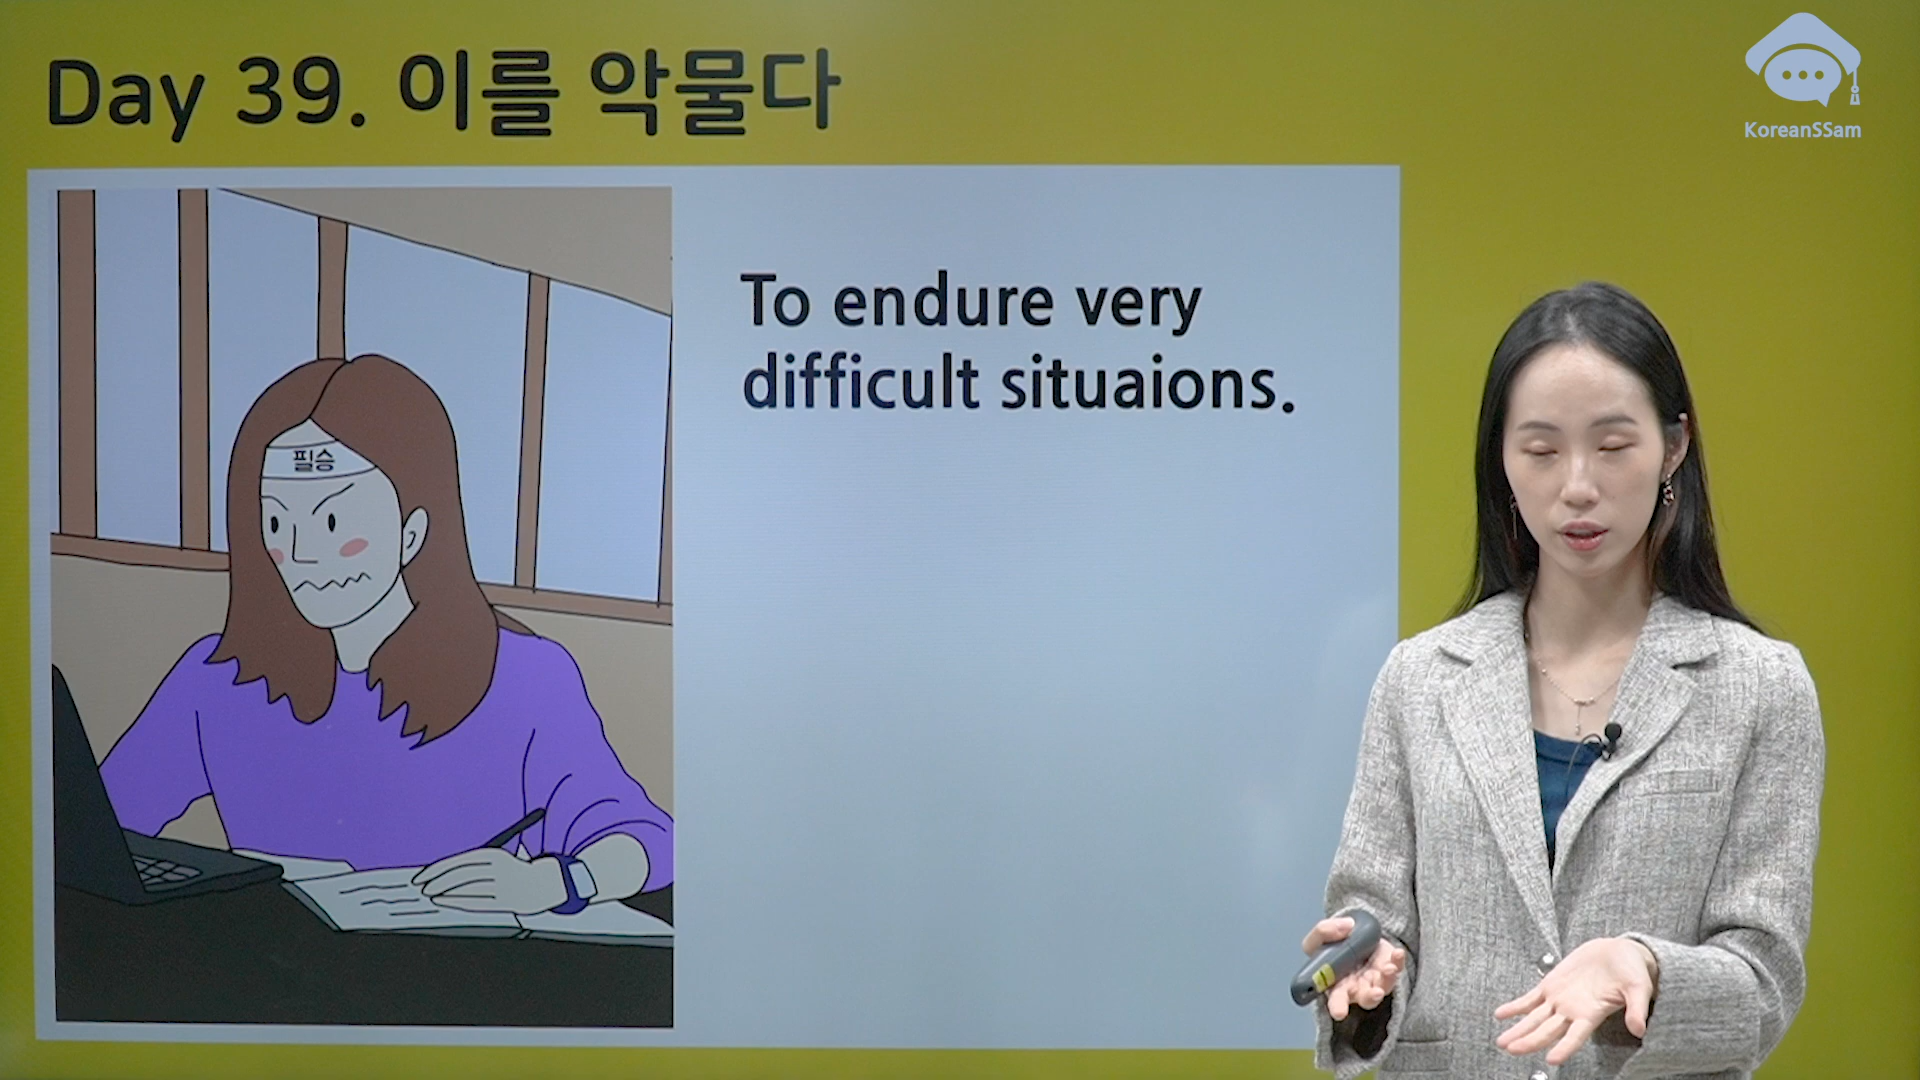 Day 39. 이를 악물다
KoreanSSam
필승
To endure very
difficult situaions.